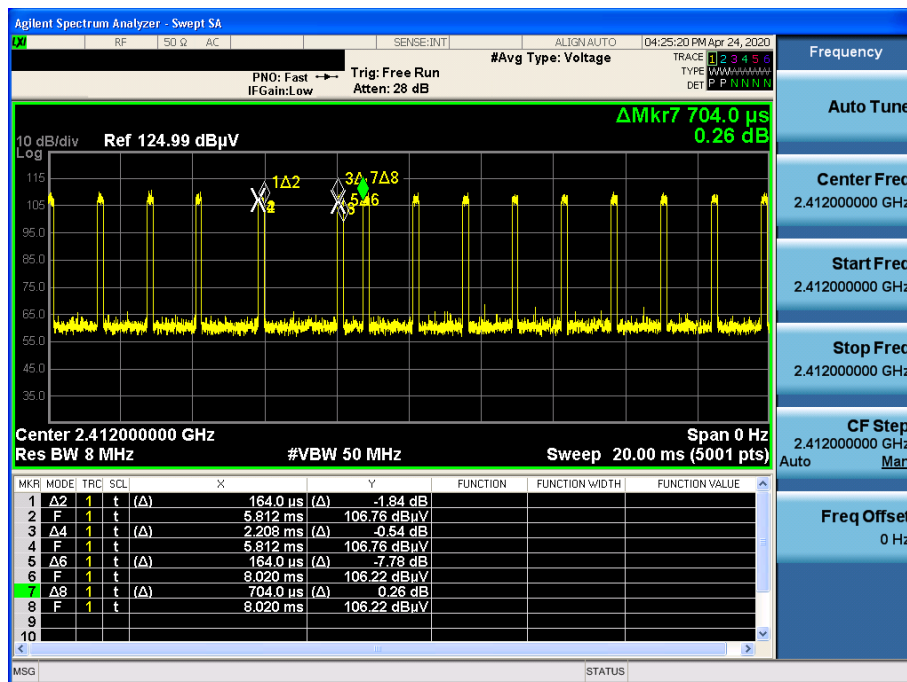 Agilent Spectrum Analyzer - Swept SA
LXI RF 50 Ω AC SENSE:INT ALIGN AUTO 04:25:20 PM Apr 24, 2020
#Avg Type: Voltage TRACE 1 2 3 4 5 6
PNO: Fast Trig: Free Run TYPE WWWWWW
IFGain:Low Atten: 28 dB DET P P N N N N
ΔMkr7 704.0 µs
0.26 dB
10 dB/div Ref 124.99 dBµV
Log
115
105
95.0
85.0
75.0
65.0
55.0
45.0
35.0
1Δ2
7Δ8
Center 2.412000000 GHz Span 0 Hz
Res BW 8 MHz #VBW 50 MHz Sweep 20.00 ms (5001 pts)
MKR MODE TRC SCL X Y FUNCTION FUNCTION WIDTH FUNCTION VALUE
1 Δ2 1 t (Δ) 164.0 µs (Δ) -1.84 dB
2 F 1 t 5.812 ms 106.76 dBµV
3 Δ4 1 t (Δ) 2.208 ms (Δ) -0.54 dB
4 F 1 t 5.812 ms 106.76 dBµV
5 Δ6 1 t (Δ) 164.0 µs (Δ) -7.78 dB
6 F 1 t 8.020 ms 106.22 dBµV
7 Δ8 1 t (Δ) 704.0 µs (Δ) 0.26 dB
8 F 1 t 8.020 ms 106.22 dBµV
9
10
MSG STATUS
Frequency
Auto Tune
Center Freq
2.412000000 GHz
Start Freq
2.412000000 GHz
Stop Freq
2.412000000 GHz
CF Step
2.412000000 GHz
Auto Man
Freq Offset
0 Hz